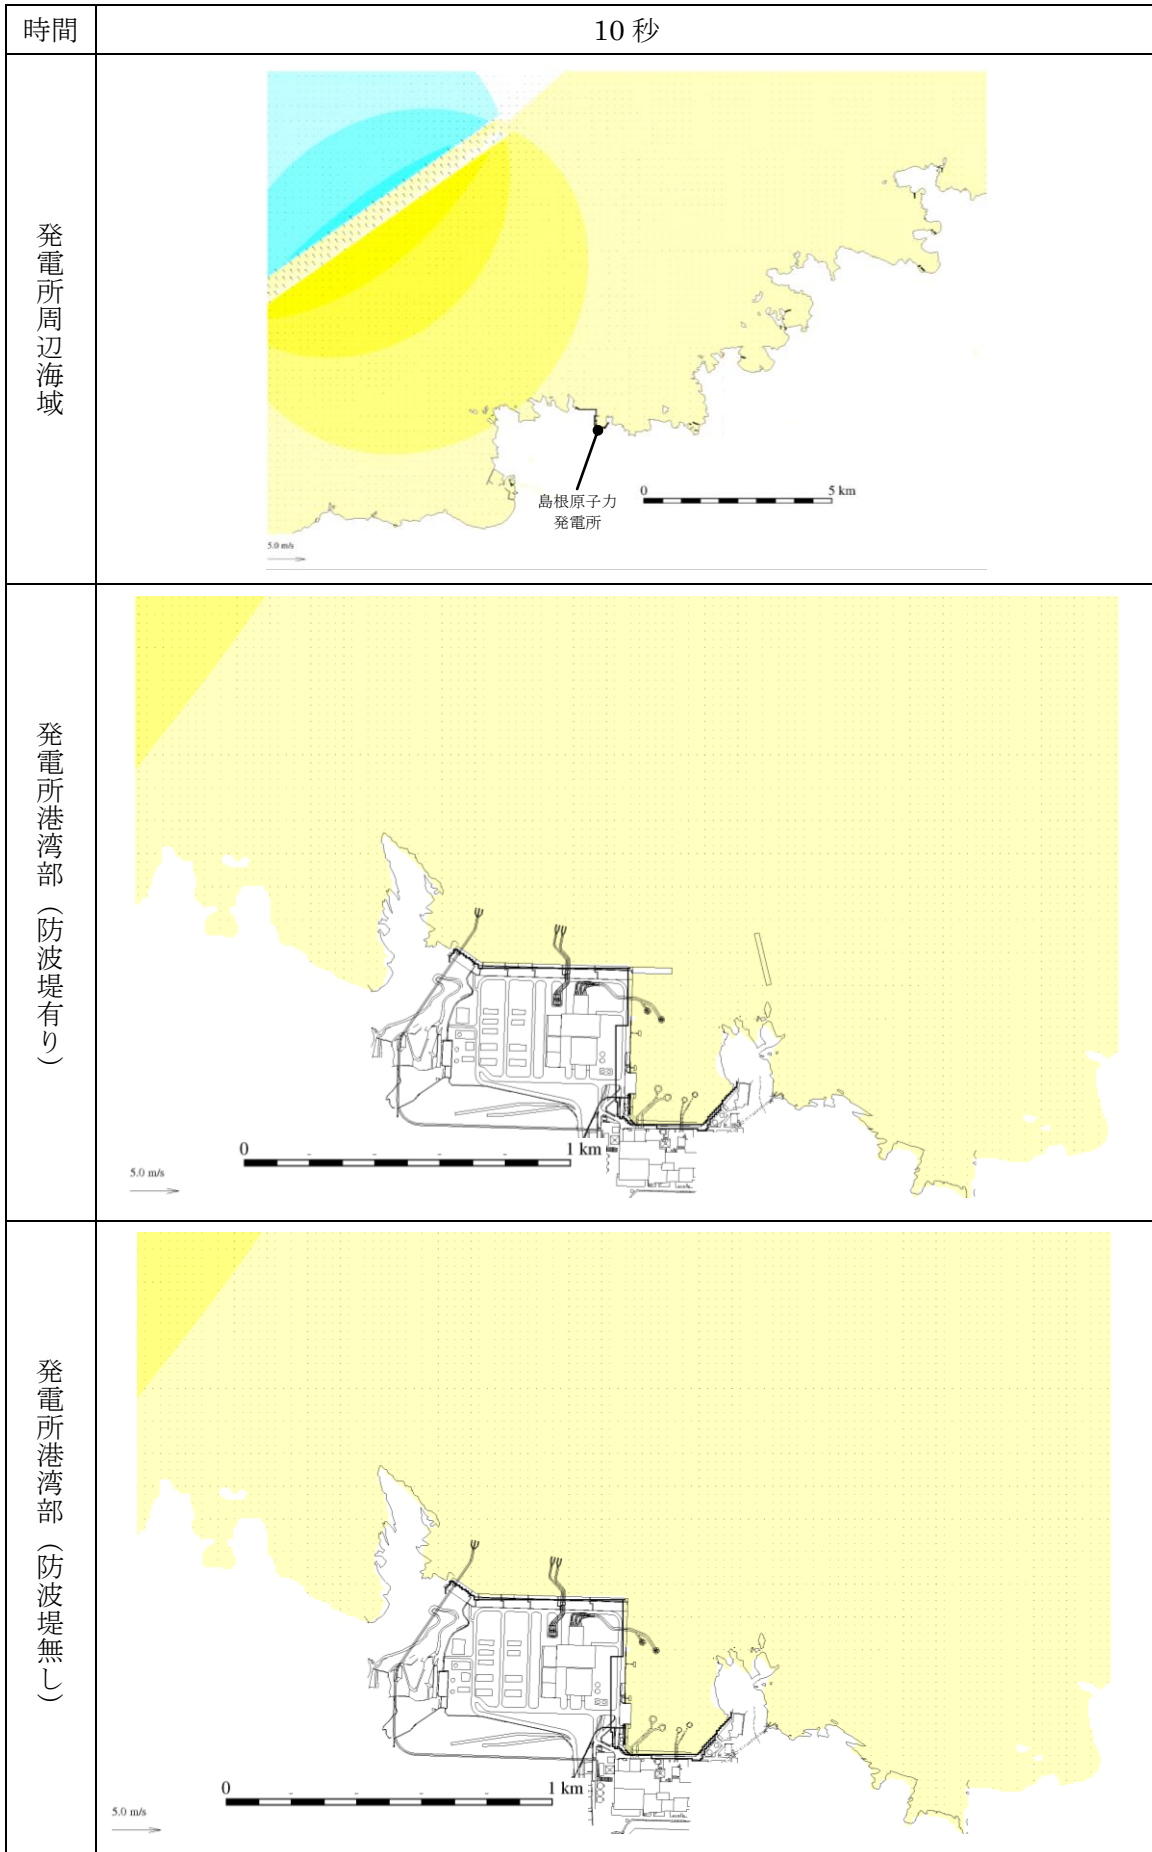 時間
10 秒
発電所周辺海域
島根原子力
発電所
0 5 km
5.0 m/s
発電所港湾部（防波堤有り）
0 1 km
5.0 m/s
発電所港湾部（防波堤無し）
0 1 km
5.0 m/s